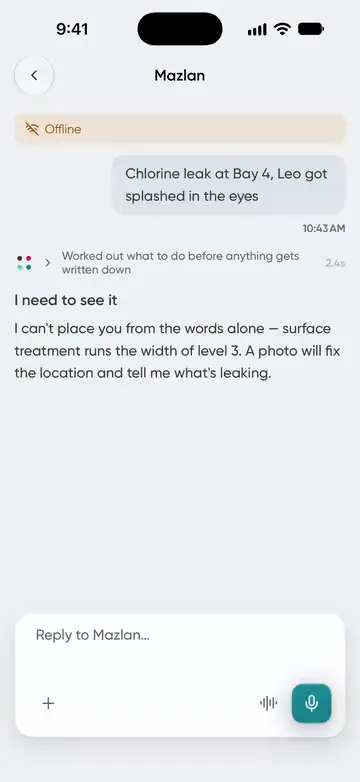 9:41
Mazlan
Offline
Chlorine leak at Bay 4, Leo got
splashed in the eyes
10:43 AM
Worked out what to do before anything gets
written down
2.4s
I need to see it
I can't place you from the words alone — surface
treatment runs the width of level 3. A photo will fix
the location and tell me what's leaking.
Reply to Mazlan...